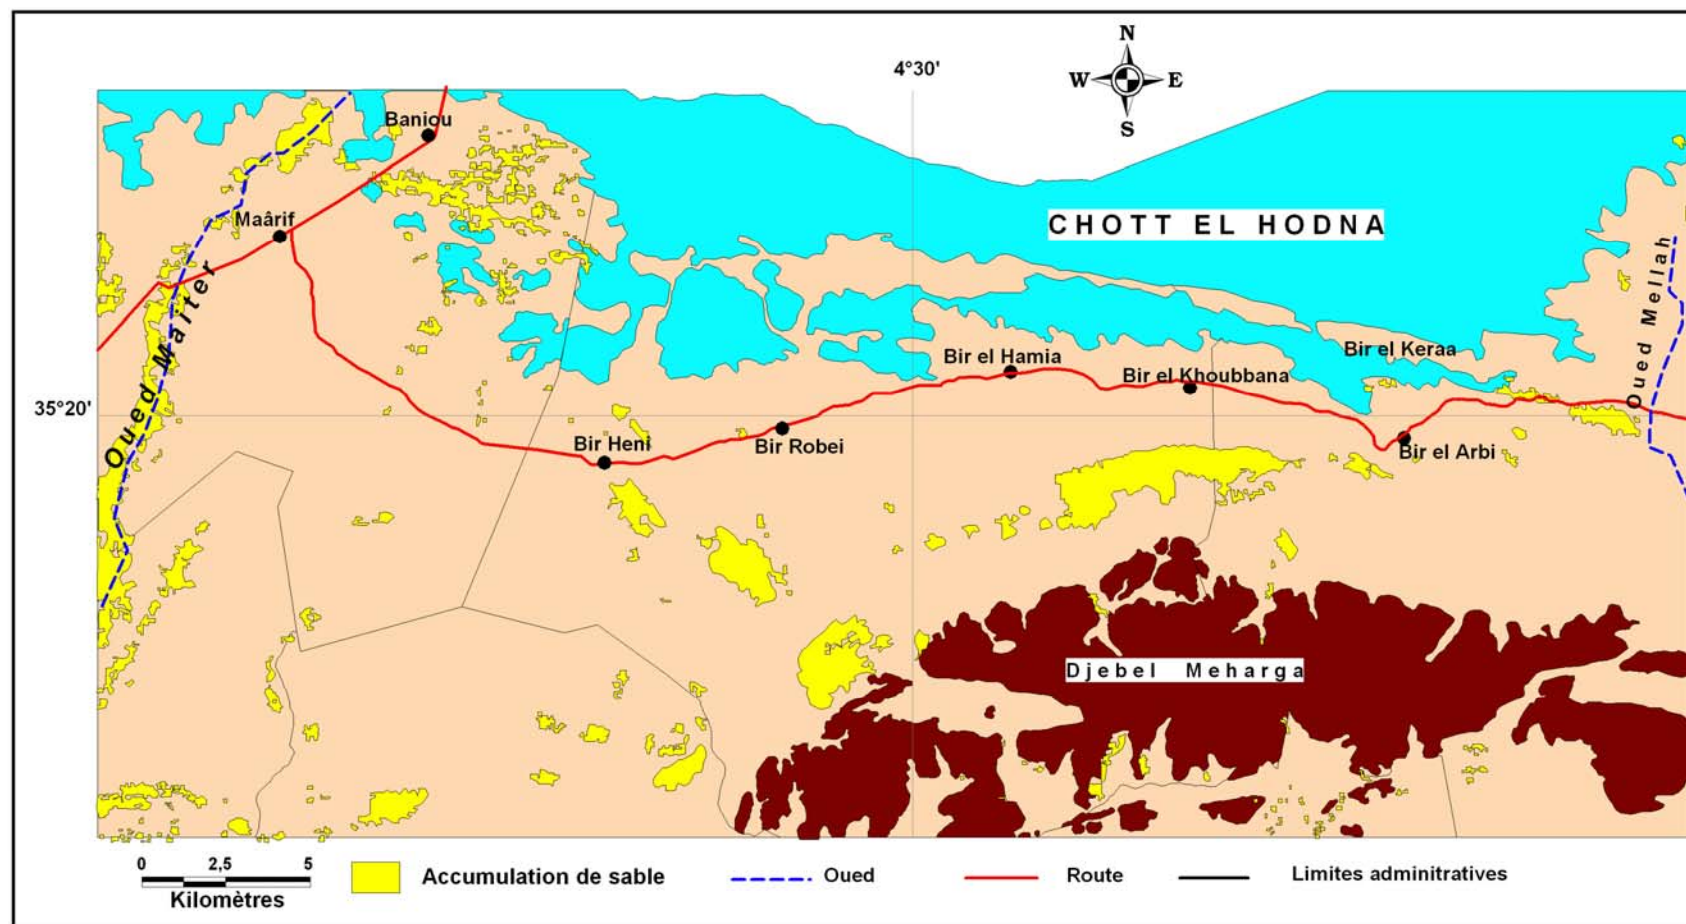 N
4°30'
W E
S
Baniou
Maârif
CHOTT EL HODNA
Oued Maiter
Oued Mellah
Bir el Keraa
Bir el Hamia
Bir el Khoubbana
35°20'
Bir Heni
Bir Robei
Bir el Arbi
Djebel Meharga
0 2,5 5
Kilomètres
Accumulation de sable
Oued
Route
Limites adminitratives